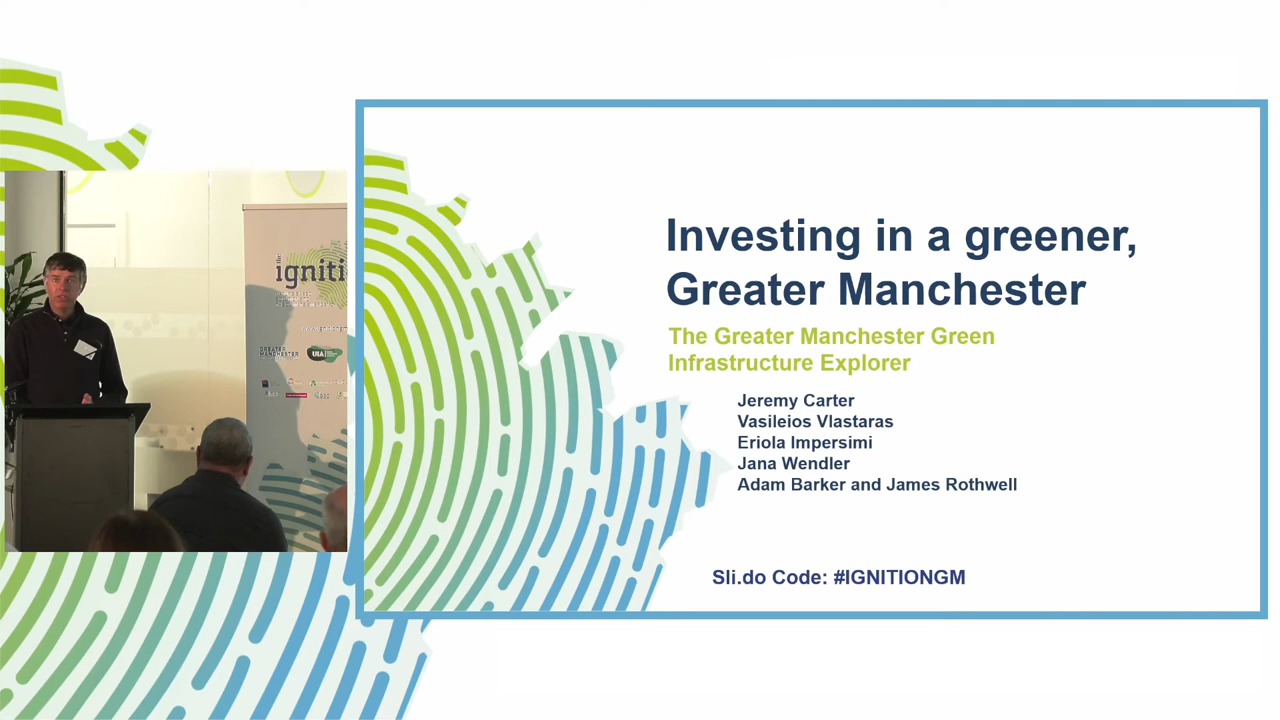 Investing in a greener,
Greater Manchester
The Greater Manchester Green
Infrastructure Explorer
Jeremy Carter
Vasileios Vlastaras
Eriola Impersimi
Jana Wendler
Adam Barker and James Rothwell
Sli.do Code: #IGNITIONGM
the
igniti
GREATER
MANCHESTER
UIA